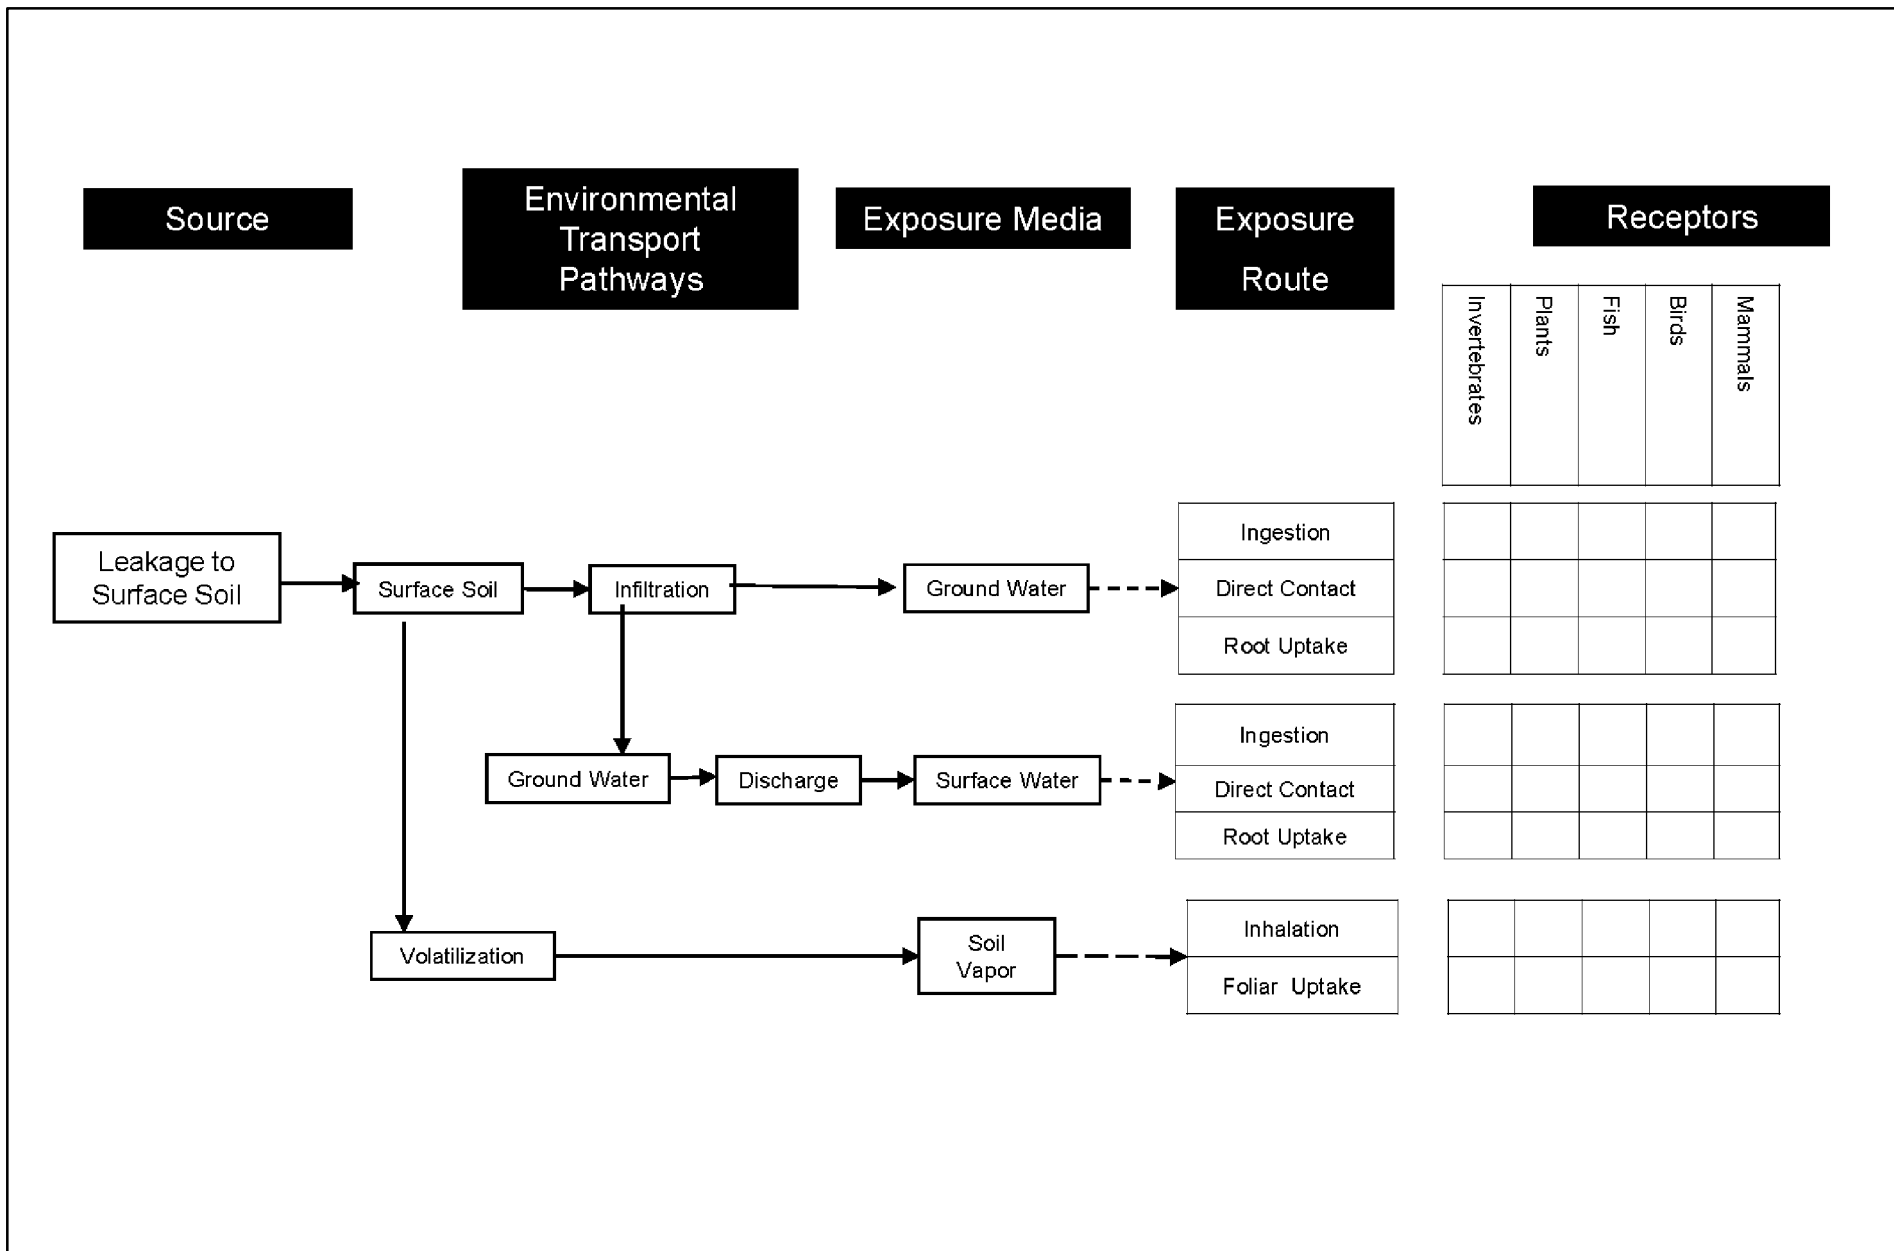 Source
Environmental
Transport
Pathways
Exposure Media
Exposure
Route
Receptors
Invertebrates
Plants
Fish
Birds
Mammals
Leakage to
Surface Soil
Surface Soil
Infiltration
Ground Water
Ingestion
Direct Contact
Root Uptake
Ground Water
Discharge
Surface Water
Ingestion
Direct Contact
Root Uptake
Volatilization
Soil
Vapor
Inhalation
Foliar Uptake